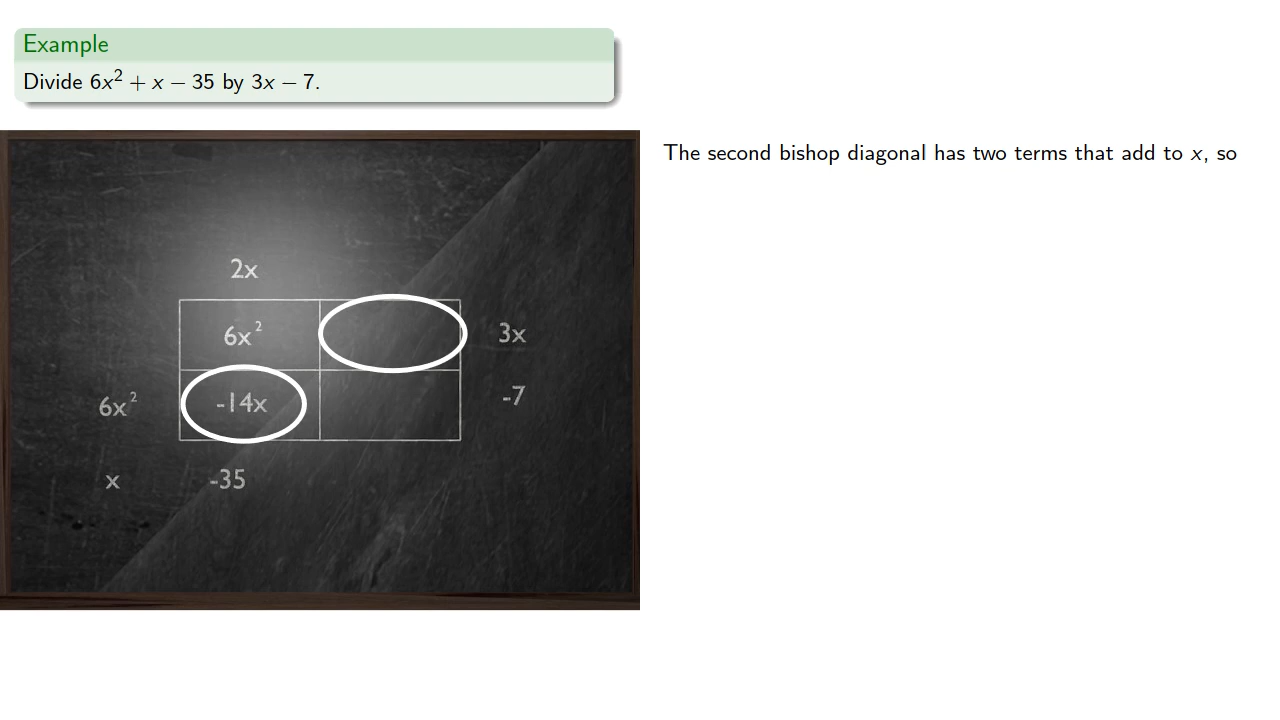 Example
Divide 6x² + x − 35 by 3x − 7.
The second bishop diagonal has two terms that add to x, so
2x
6x² 3x
6x² -14x -7
x -35